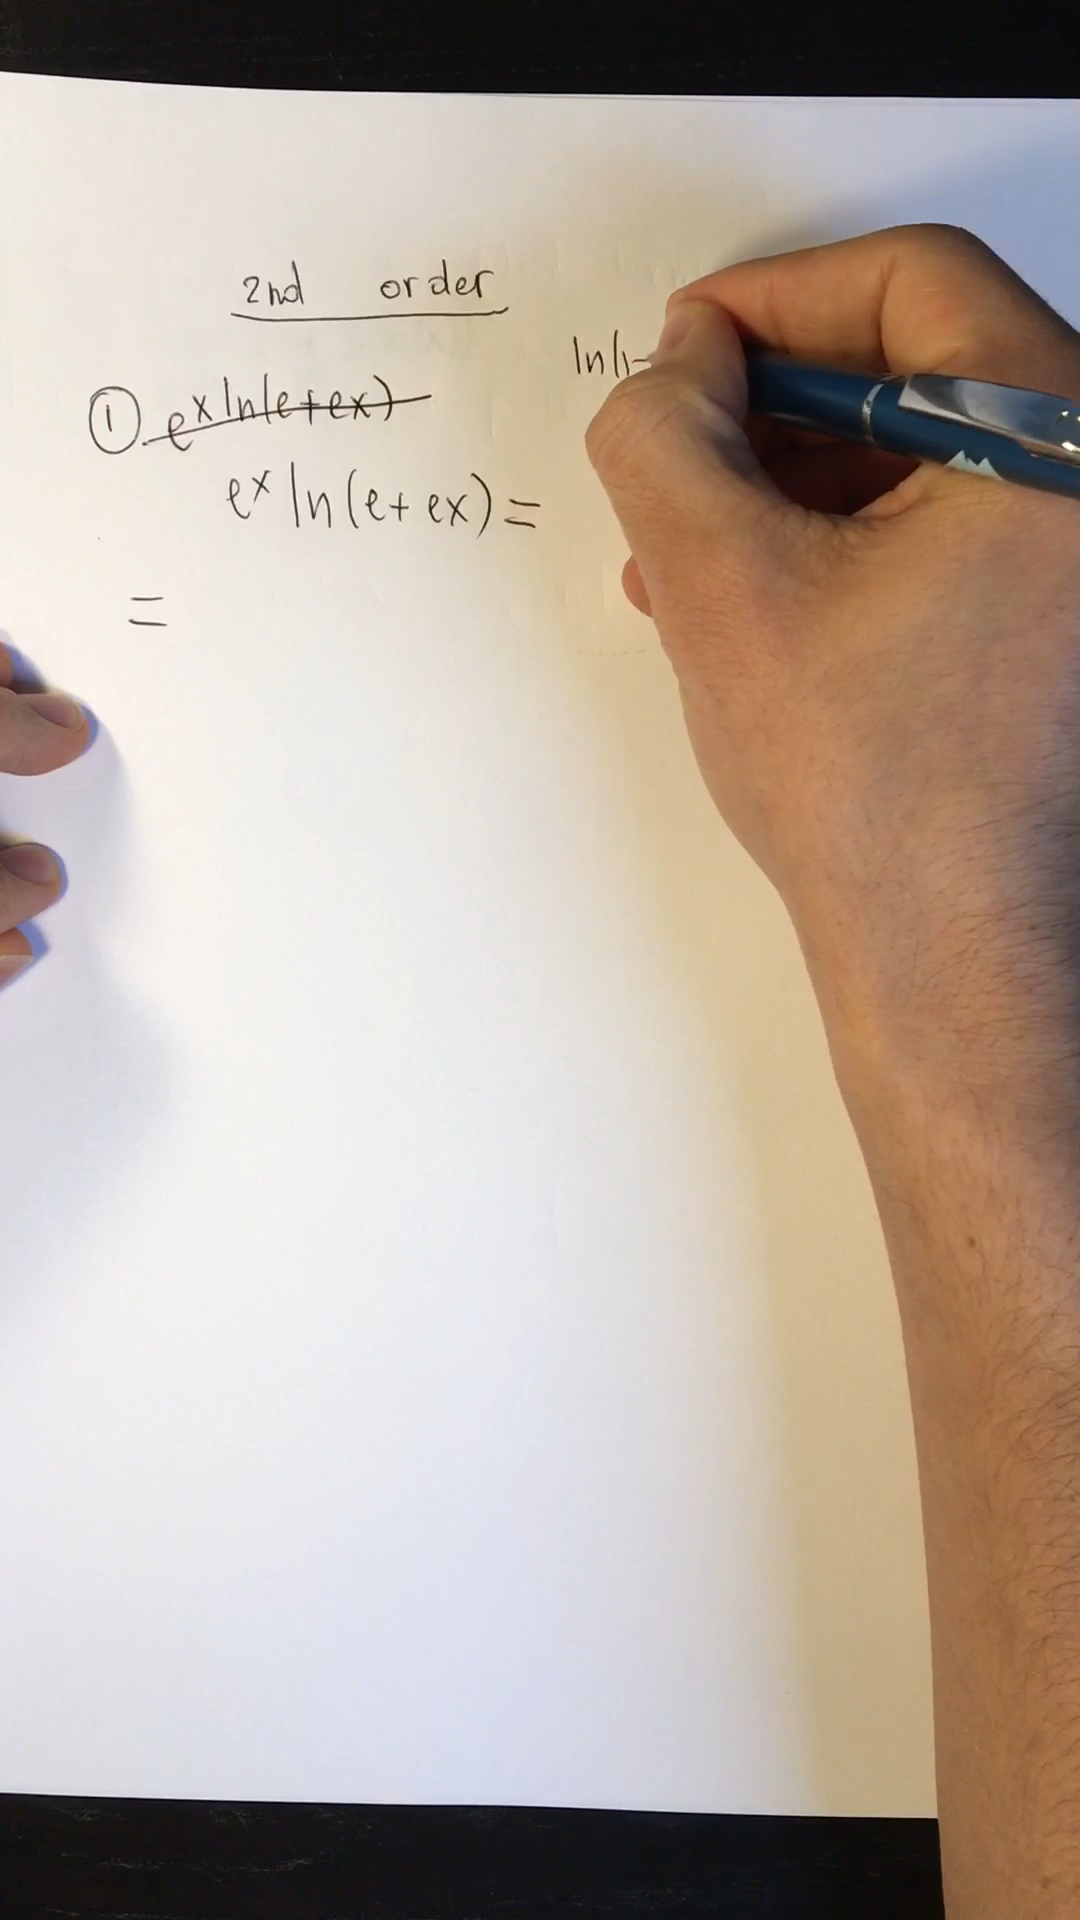 2nd order
ln(1-
① e^x ln(e+ex)
e^x ln(e+ex) =
=